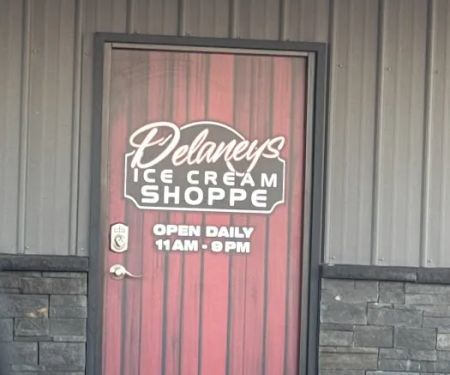 Delaneys
ICE CREAM
SHOPPE
OPEN DAILY
11AM - 9PM